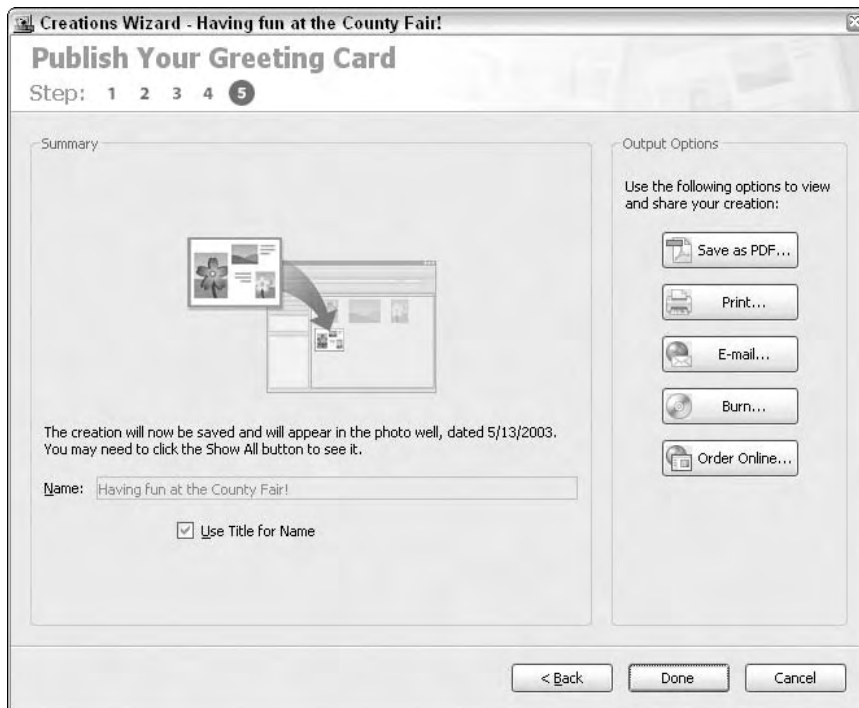 Creations Wizard - Having fun at the County Fair!
Publish Your Greeting Card
Step: 1 2 3 4 5
Summary
The creation will now be saved and will appear in the photo well, dated 5/13/2003.
You may need to click the Show All button to see it.
Name: Having fun at the County Fair!
Use Title for Name
Output Options
Use the following options to view
and share your creation:
Save as PDF...
Print...
E-mail...
Burn...
Order Online...
< Back
Done
Cancel